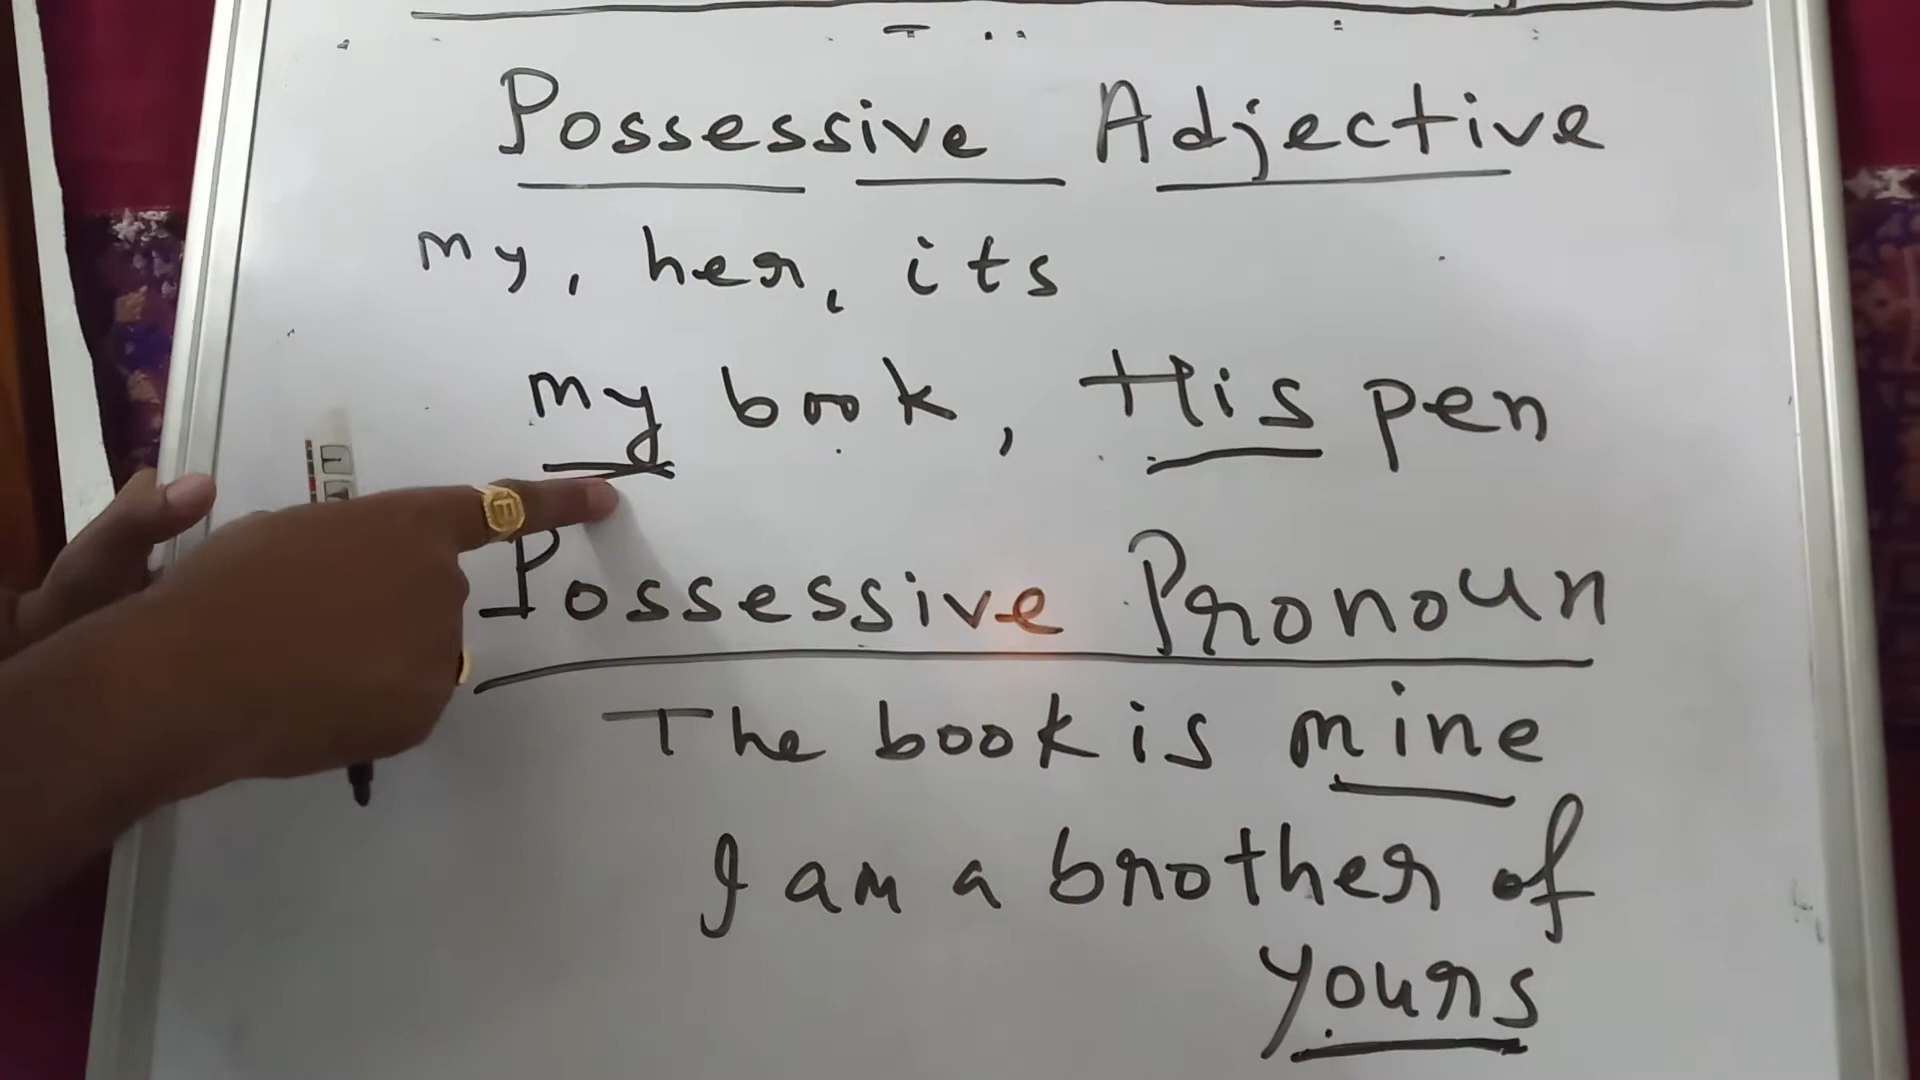 Possessive Adjective
my, her, its
my book, His pen
Possessive Pronoun
The book is mine
I am a brother of
yours